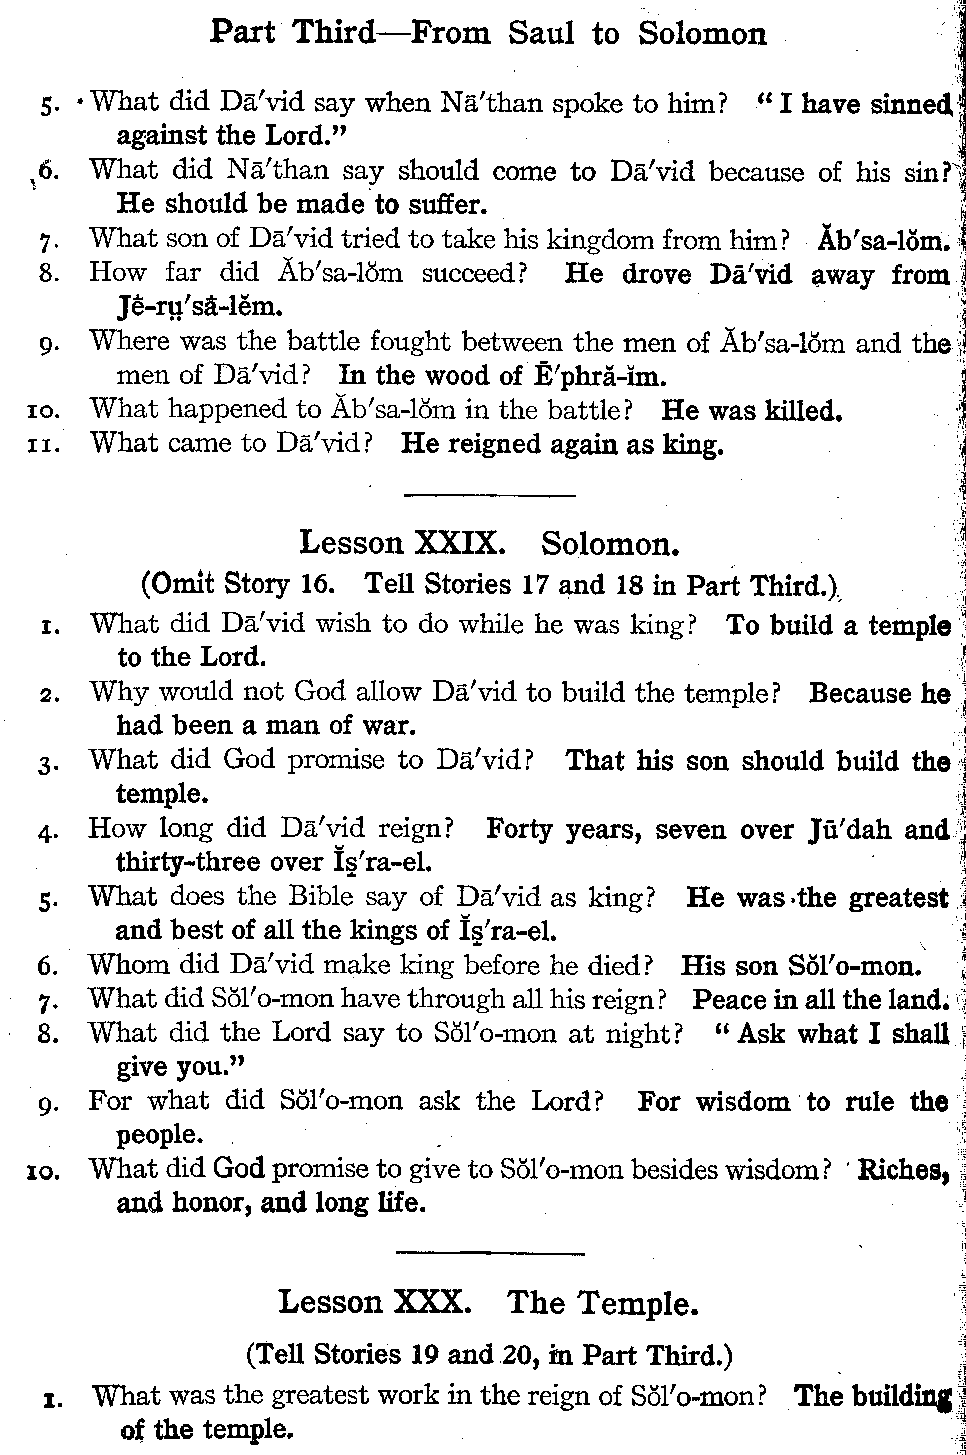 Part Third—From Saul to Solomon
5. What did Dā′vid say when Nā′than spoke to him? “I have sinned
against the Lord.”
6. What did Nā′than say should come to Dā′vid because of his sin?
He should be made to suffer.
7. What son of Dā′vid tried to take his kingdom from him? Ăb′sa-lŏm.
8. How far did Ăb′sa-lŏm succeed? He drove Dā′vid away from
Jē̇-rṳ′så-lĕm.
9. Where was the battle fought between the men of Ăb′sa-lŏm and the
men of Dā′vid? In the wood of Ē′phră-ĭm.
10. What happened to Ăb′sa-lŏm in the battle? He was killed.
11. What came to Dā′vid? He reigned again as king.
Lesson XXIX. Solomon.
(Omit Story 16. Tell Stories 17 and 18 in Part Third.)
1. What did Dā′vid wish to do while he was king? To build a temple
to the Lord.
2. Why would not God allow Dā′vid to build the temple? Because he
had been a man of war.
3. What did God promise to Dā′vid? That his son should build the
temple.
4. How long did Dā′vid reign? Forty years, seven over Jū′dah and
thirty-three over Ĭs̱′ra-el.
5. What does the Bible say of Dā′vid as king? He was the greatest
and best of all the kings of Ĭs̱′ra-el.
6. Whom did Dā′vid make king before he died? His son Sŏl′o-mon.
7. What did Sŏl′o-mon have through all his reign? Peace in all the land.
8. What did the Lord say to Sŏl′o-mon at night? “Ask what I shall
give you.”
9. For what did Sŏl′o-mon ask the Lord? For wisdom to rule the
people.
10. What did God promise to give to Sŏl′o-mon besides wisdom? Riches,
and honor, and long life.
Lesson XXX. The Temple.
(Tell Stories 19 and 20, in Part Third.)
1. What was the greatest work in the reign of Sŏl′o-mon? The building
of the temple.